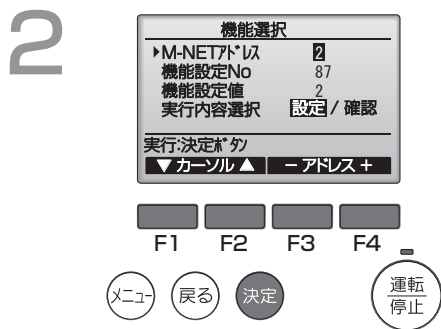 2
機能選択
▶M-NETｱﾄﾞﾚｽ 2
機能設定No 87
機能設定値 2
実行内容選択 設定 / 確認
実行:決定ﾎﾞﾀﾝ
▼ カーソル ▲ － アドレス ＋
F1 F2 F3 F4
メニュー 戻る 決定 運転
停止